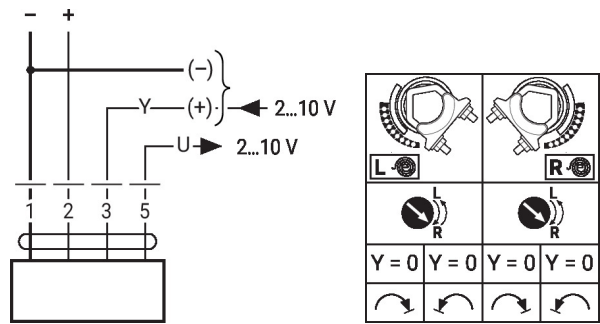 – +
(–)
Y (+) 2...10 V
U 2...10 V
1 2 3 5
L R
L L
R R
Y = 0 Y = 0 Y = 0 Y = 0